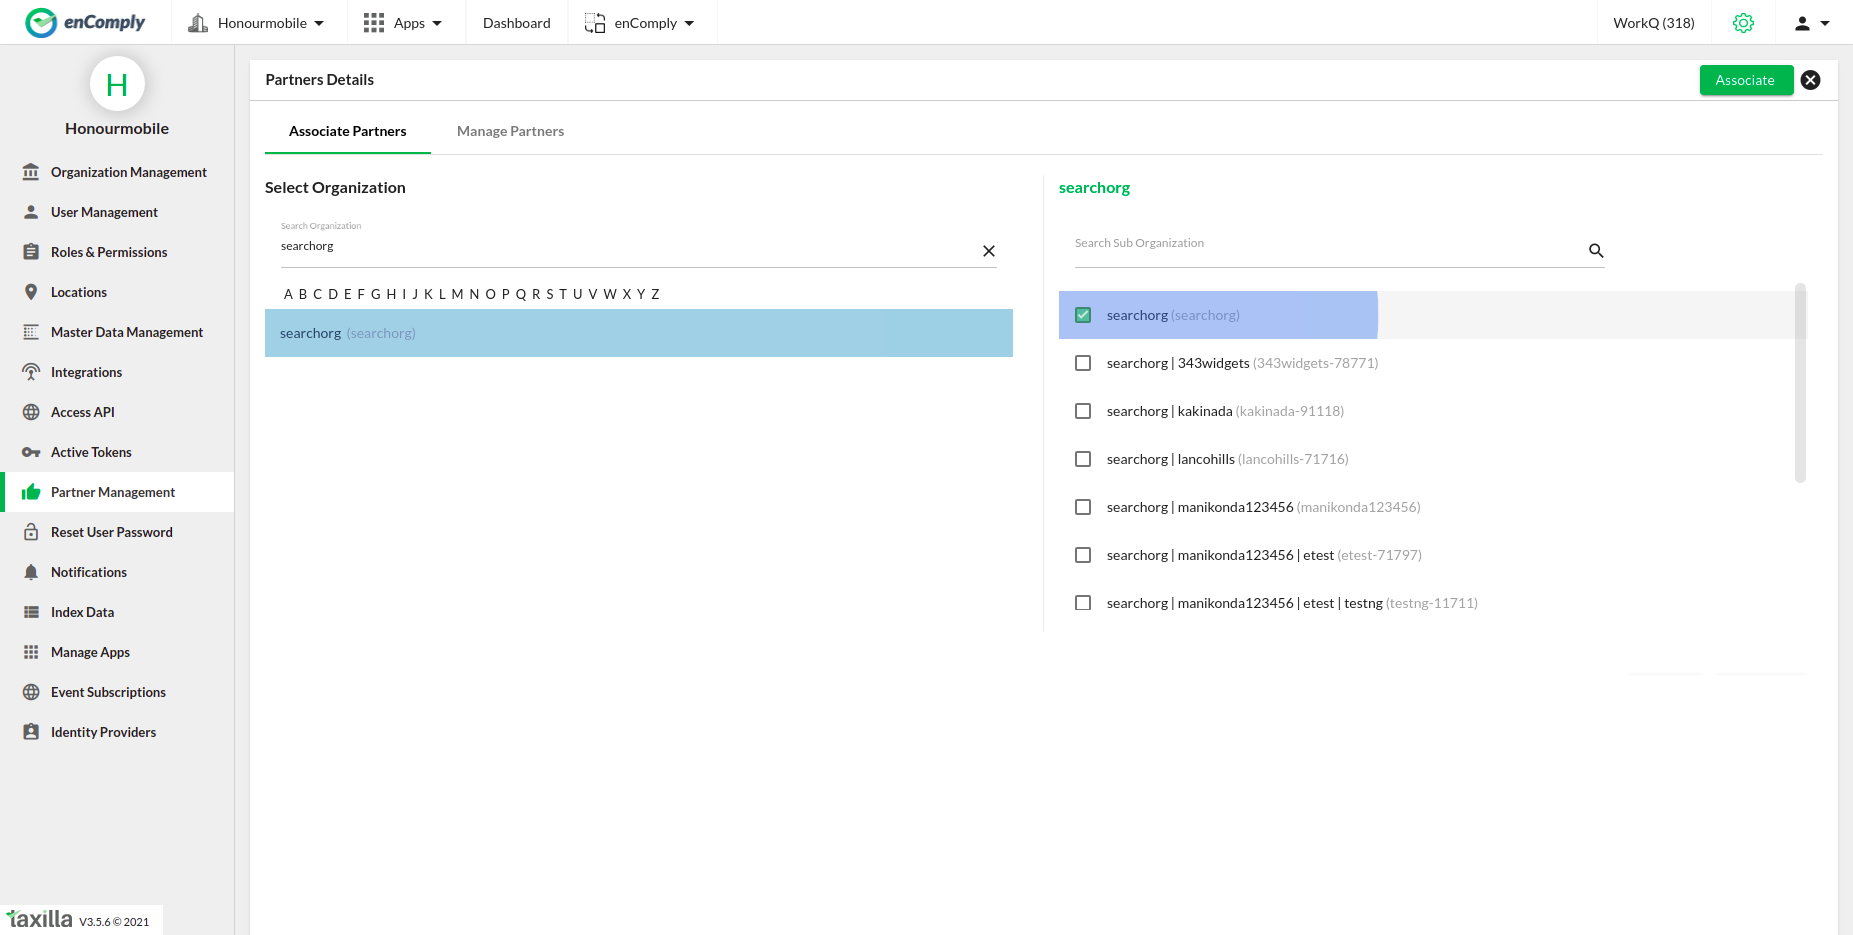 enComply
Honourmobile
Apps
Dashboard
enComply
WorkQ (318)
H
Honourmobile
Organization Management
User Management
Roles & Permissions
Locations
Master Data Management
Integrations
Access API
Active Tokens
Partner Management
Reset User Password
Notifications
Index Data
Manage Apps
Event Subscriptions
Identity Providers
taxilla V3.5.6 © 2021
Partners Details
Associate
Associate Partners
Manage Partners
Select Organization
Search Organization
searchorg
A B C D E F G H I J K L M N O P Q R S T U V W X Y Z
searchorg (searchorg)
searchorg
Search Sub Organization
searchorg (searchorg)
searchorg | 343widgets (343widgets-78771)
searchorg | kakinada (kakinada-91118)
searchorg | lancohills (lancohills-71716)
searchorg | manikonda123456 (manikonda123456)
searchorg | manikonda123456 | etest (etest-71797)
searchorg | manikonda123456 | etest | testng (testng-11711)